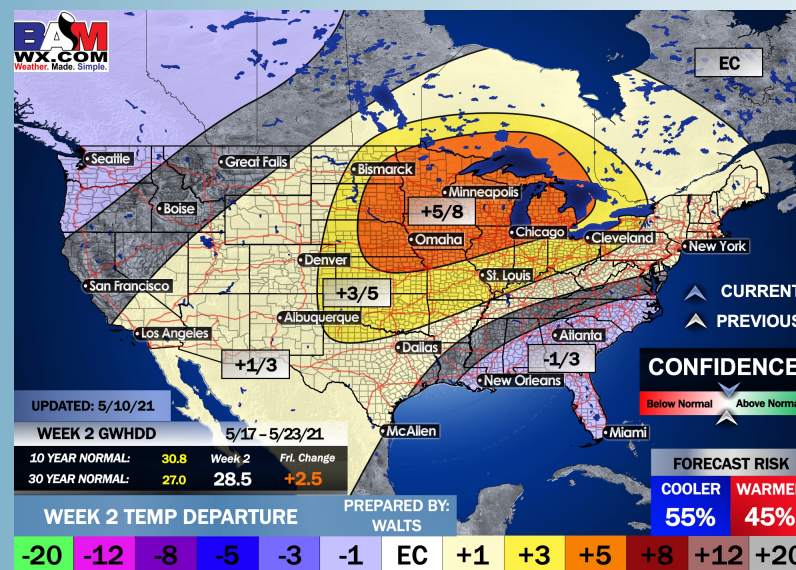 BAM
WX.COM
Weather. Made. Simple.
EC
Seattle
Great Falls
Bismarck
Minneapolis
Boise
+5/8
Omaha
Chicago
Cleveland
New York
Denver
St. Louis
San Francisco
+3/5
CURRENT
Albuquerque
PREVIOUS
Los Angeles
Atlanta
Dallas
+1/3
-1/3
CONFIDENCE
New Orleans
Below Normal
Above Norma
UPDATED: 5/10/21
WEEK 2 GWHDD 5/17 - 5/23/21
McAllen
Miami
10 YEAR NORMAL: 30.8 Week 2 Fri. Change
30 YEAR NORMAL: 27.0 28.5 +2.5
FORECAST RISK
COOLER WARME
55% 45%
WEEK 2 TEMP DEPARTURE
PREPARED BY:
WALTS
-20 -12 -8 -5 -3 -1 EC +1 +3 +5 +8 +12 +20